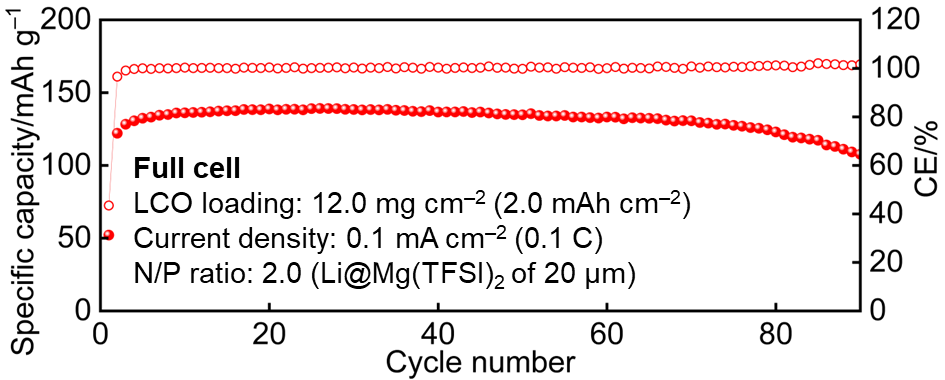 200
150
100
50
0
Specific capacity/mAh g⁻¹
120
100
80
60
40
20
0
CE/%
Full cell
LCO loading: 12.0 mg cm⁻² (2.0 mAh cm⁻²)
Current density: 0.1 mA cm⁻² (0.1 C)
N/P ratio: 2.0 (Li@Mg(TFSI)₂ of 20 μm)
0 20 40 60 80
Cycle number